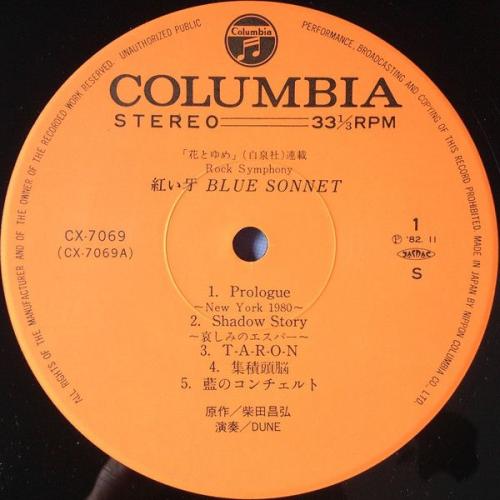 Columbia
ALL RIGHTS OF THE MANUFACTURER AND OF THE OWNER OF THE RECORDED WORK RESERVED. UNAUTHORIZED PUBLIC PERFORMANCE, BROADCASTING AND COPYING OF THIS RECORD PROHIBITED. MADE IN JAPAN BY NIPPON COLUMBIA CO., LTD.
COLUMBIA
STEREO 33 1/3 RPM
「花とゆめ」(白泉社)連載
Rock Symphony
紅い牙 BLUE SONNET
CX-7069
(CX-7069A)
1
Ⓟ '82. 11
JASRAC
S
1. Prologue
~New York 1980~
2. Shadow Story
~哀しみのエスパー~
3. T-A-R-O-N
4. 集積頭脳
5. 藍のコンチェルト
原作/柴田昌弘
演奏/DUNE